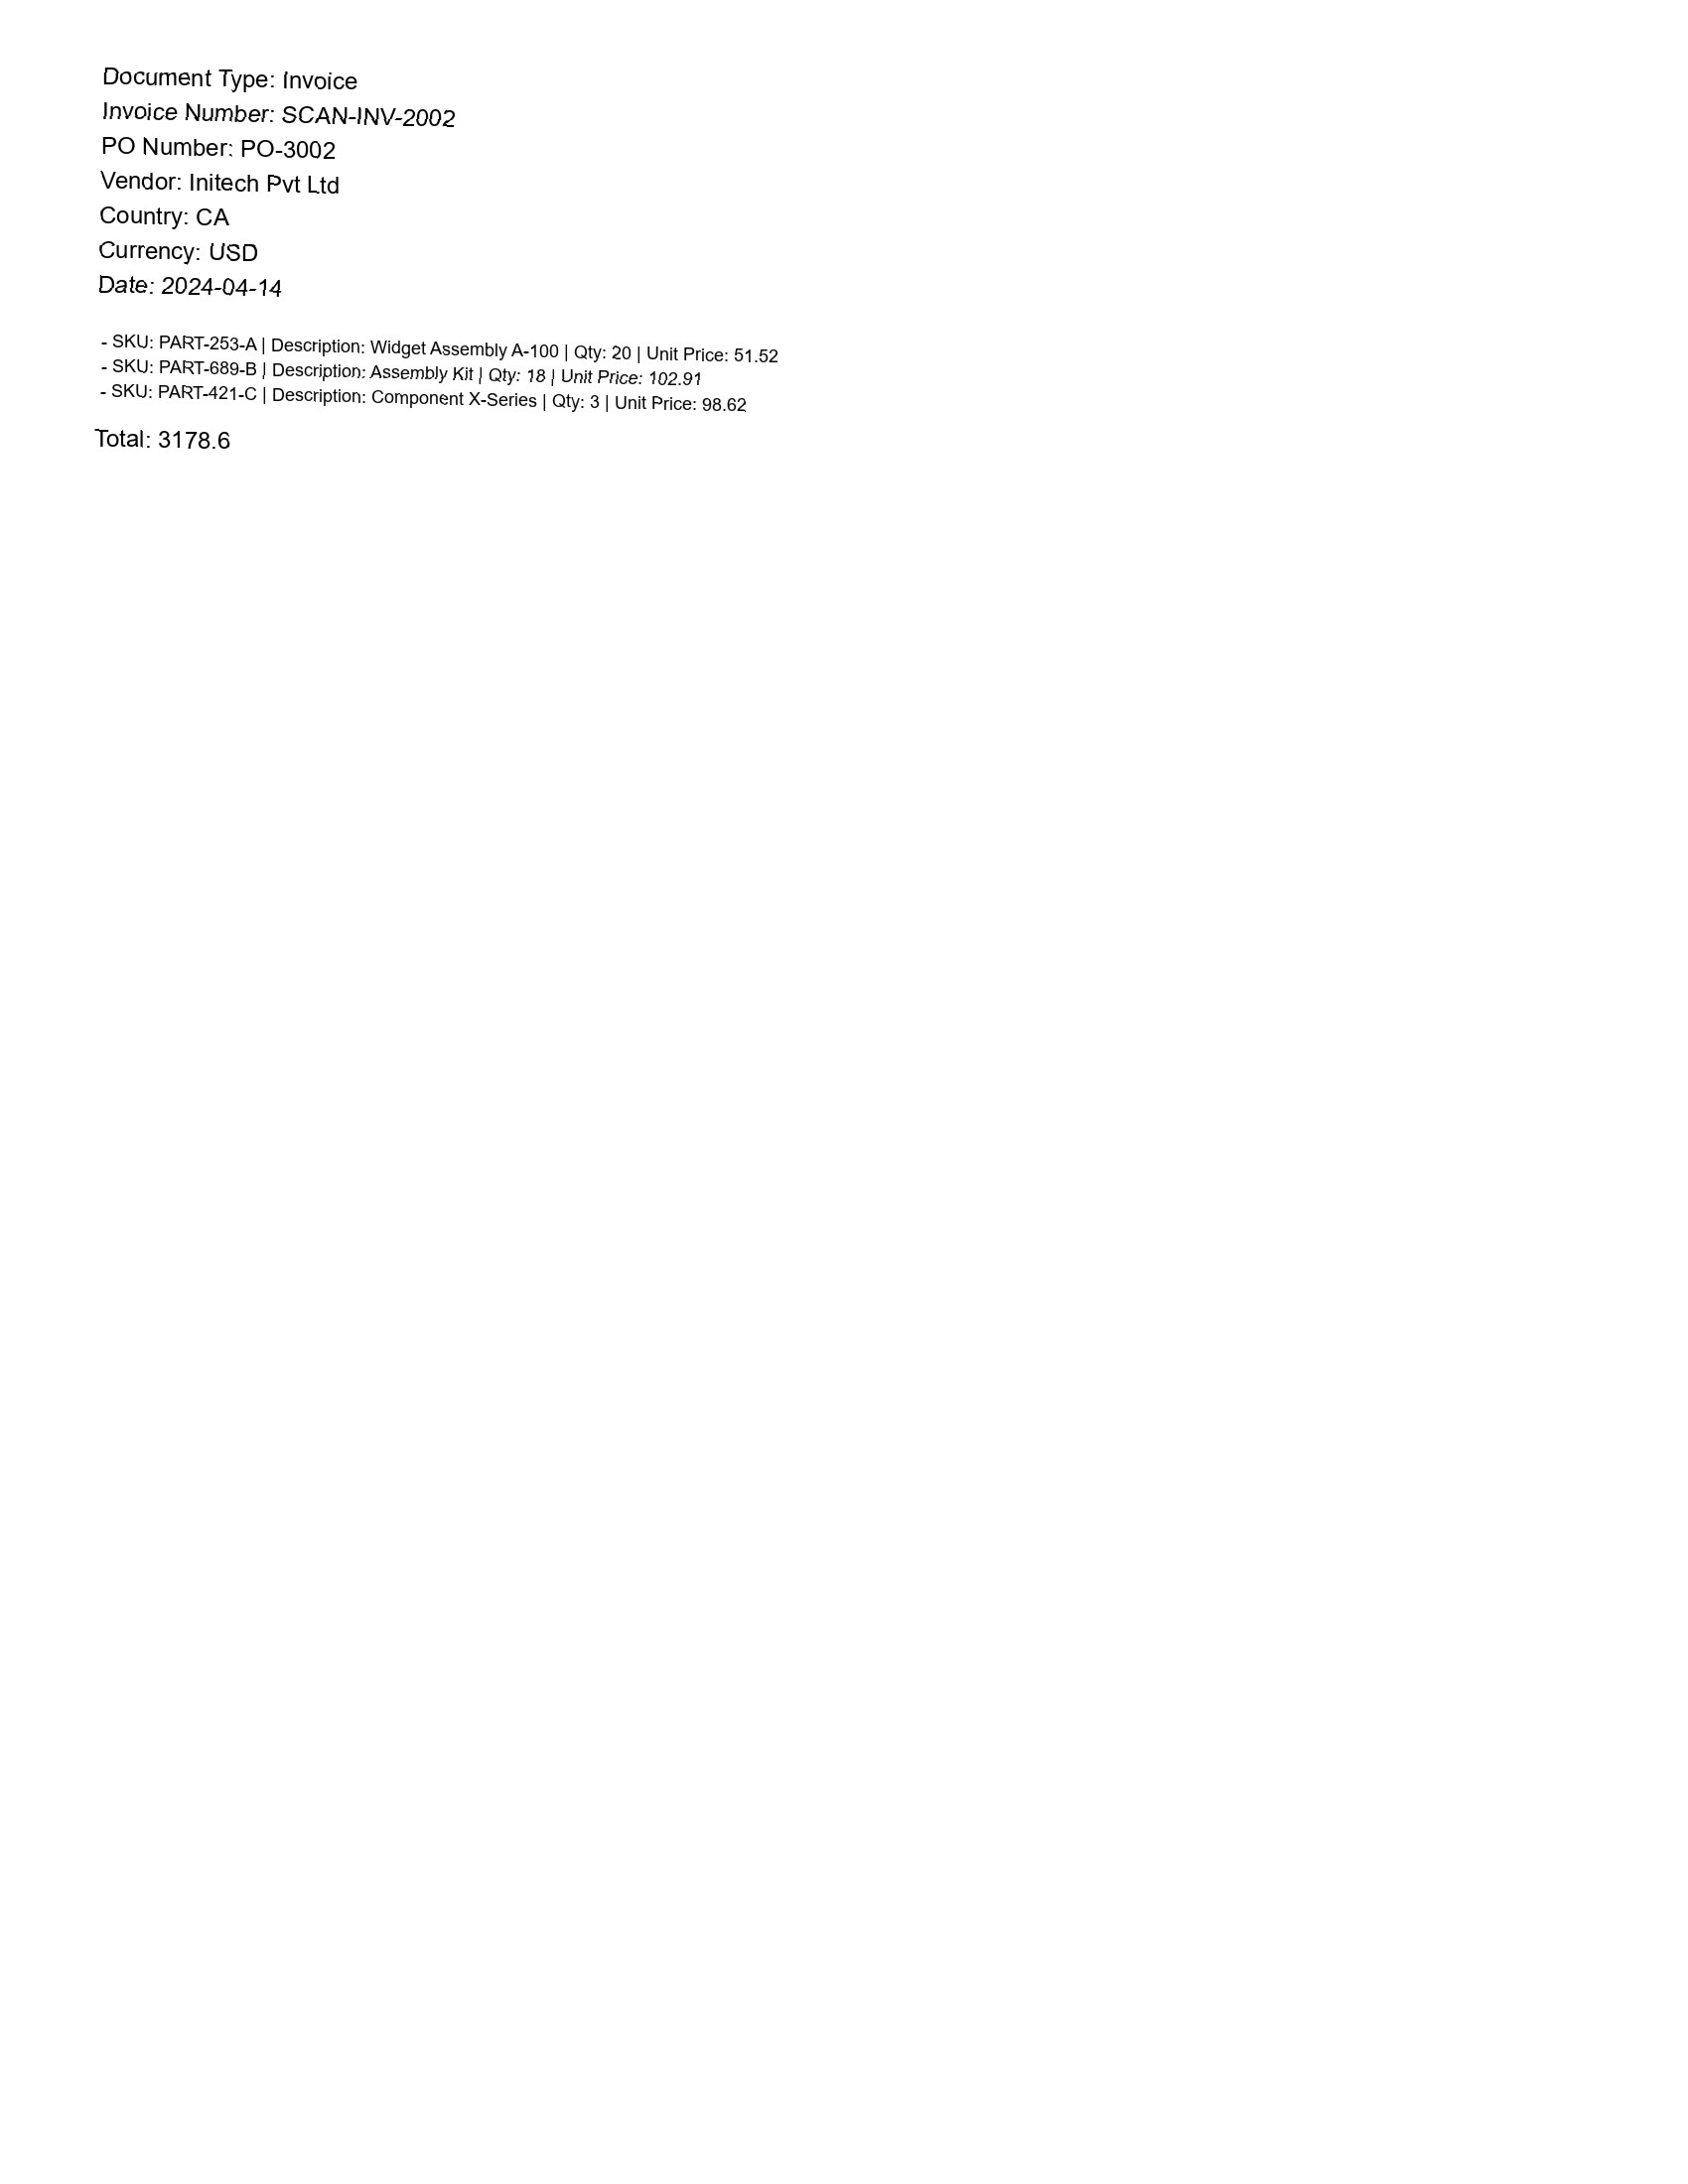 Document Type: Invoice
Invoice Number: SCAN-INV-2002
PO Number: PO-3002
Vendor: Initech Pvt Ltd
Country: CA
Currency: USD
Date: 2024-04-14
- SKU: PART-253-A | Description: Widget Assembly A-100 | Qty: 20 | Unit Price: 51.52
- SKU: PART-689-B | Description: Assembly Kit | Qty: 18 | Unit Price: 102.91
- SKU: PART-421-C | Description: Component X-Series | Qty: 3 | Unit Price: 98.62
Total: 3178.6